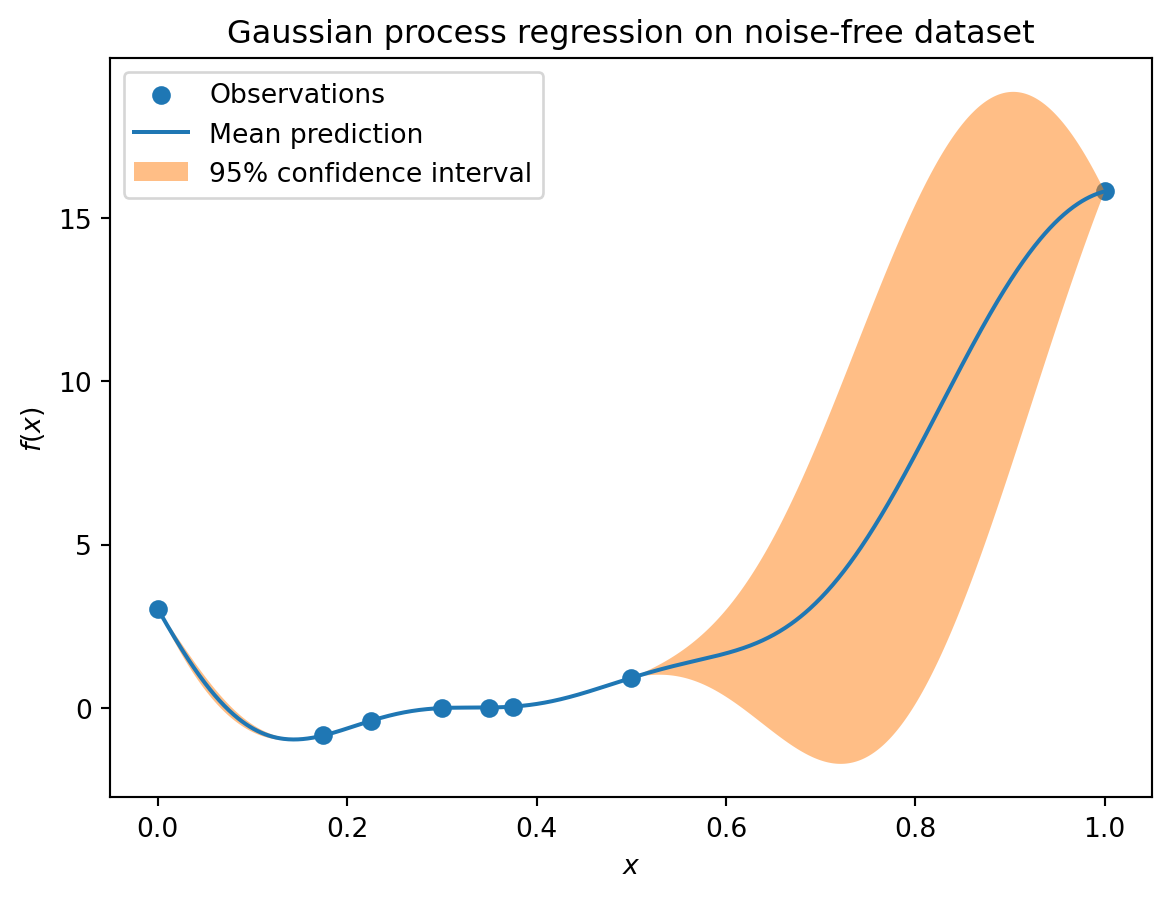 Gaussian process regression on noise-free dataset
Observations
Mean prediction
95% confidence interval
15
10
5
0
f(x)
0.0 0.2 0.4 0.6 0.8 1.0
x